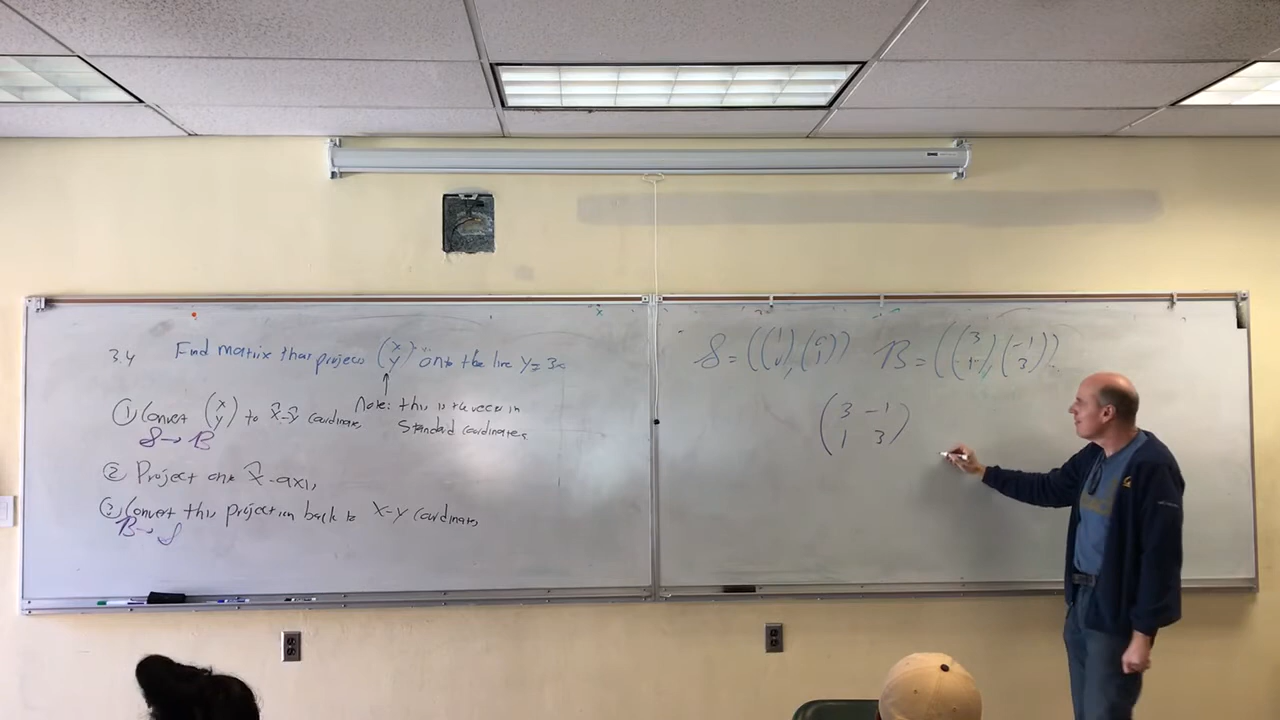 3.4 Find matrix that projects (x y) onto the line y = 3x
Note: this is the vector in
Standard coordinates
① Convert (x y) to x̂-ŷ coordinates
S → B
② Project onto x̂-axis
③ Convert this projection back to x-y coordinates
B → S
S = ((1 0), (0 1)) B = ((3 1), (-1 3))
(3 -1
1 3)